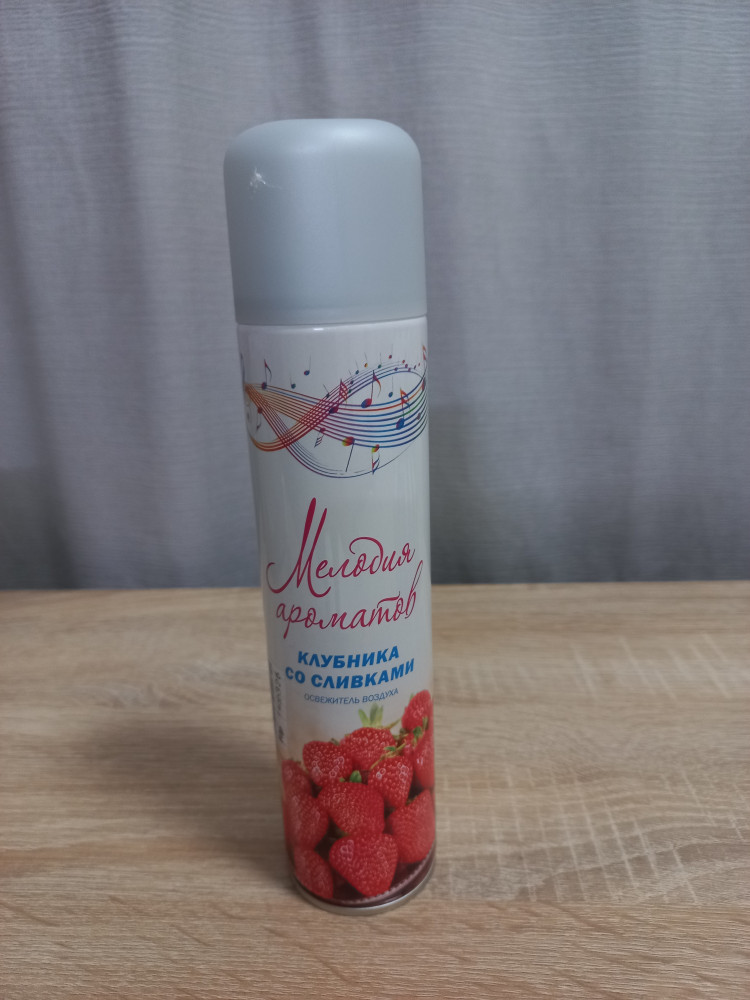 Мелодия
ароматов
КЛУБНИКА
СО СЛИВКАМИ
ОСВЕЖИТЕЛЬ ВОЗДУХА